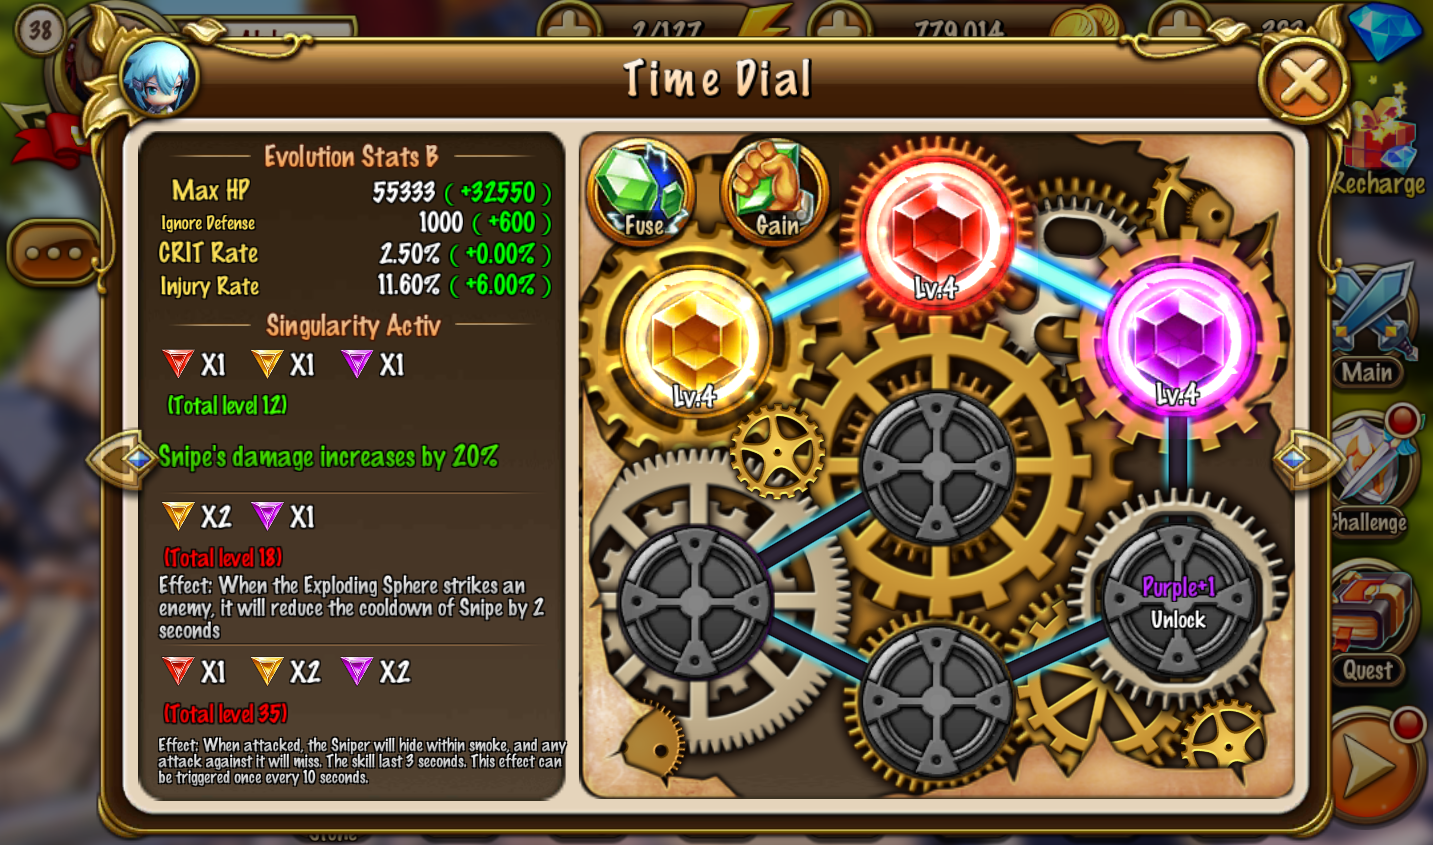 38
2/127
779,014
Time Dial
Evolution Stats B
Max HP 55333 ( +32550 )
Ignore Defense 1000 ( +600 )
CRIT Rate 2.50% ( +0.00% )
Injury Rate 11.60% ( +6.00% )
Singularity Activ
X1 X1 X1
(Total level 12)
Snipe's damage increases by 20%
X2 X1
(Total level 18)
Effect: When the Exploding Sphere strikes an
enemy, it will reduce the cooldown of Snipe by 2
seconds
X1 X2 X2
(Total level 35)
Effect: When attacked, the Sniper will hide within smoke, and any
attack against it will miss. The skill last 3 seconds. This effect can
be triggered once every 10 seconds.
Fuse
Gain
Lv.4
Lv.4
Lv.4
Purple+1
Unlock
Recharge
Main
Challenge
Quest